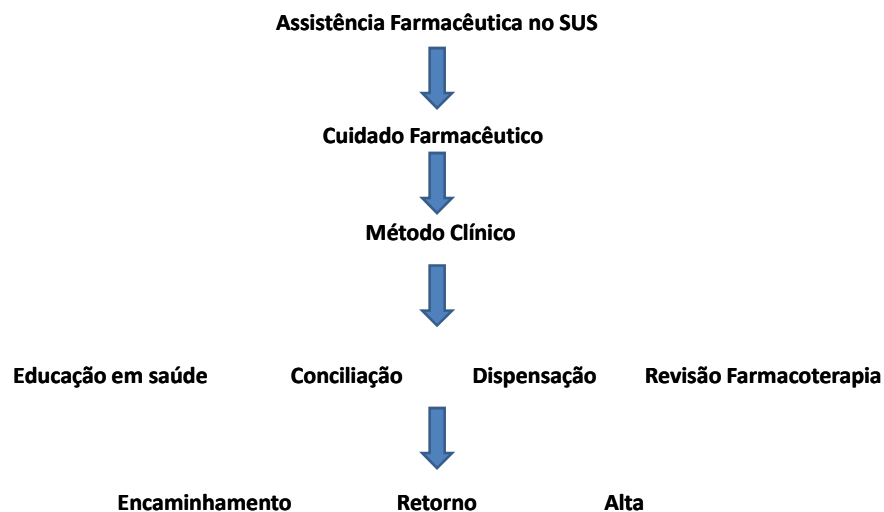 Assistência Farmacêutica no SUS
Cuidado Farmacêutico
Método Clínico
Educação em saúde Conciliação Dispensação Revisão Farmacoterapia
Encaminhamento Retorno Alta